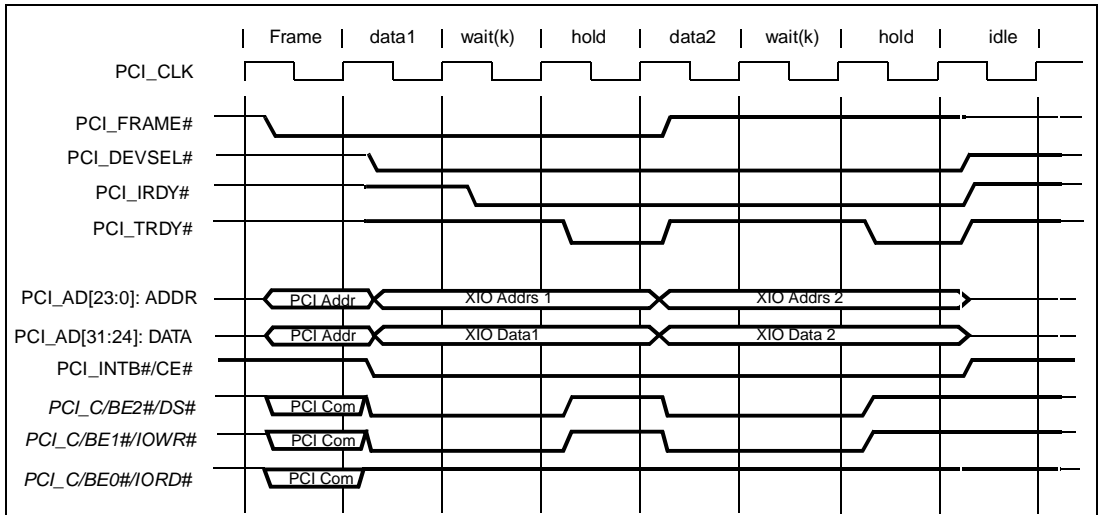 Frame data1 wait(k) hold data2 wait(k) hold idle
PCI_CLK
PCI_FRAME#
PCI_DEVSEL#
PCI_IRDY#
PCI_TRDY#
PCI_AD[23:0]: ADDR PCI Addr XIO Addrs 1 XIO Addrs 2
PCI_AD[31:24]: DATA PCI Addr XIO Data1 XIO Data 2
PCI_INTB#/CE#
PCI_C/BE2#/DS# PCI Com
PCI_C/BE1#/IOWR# PCI Com
PCI_C/BE0#/IORD# PCI Com